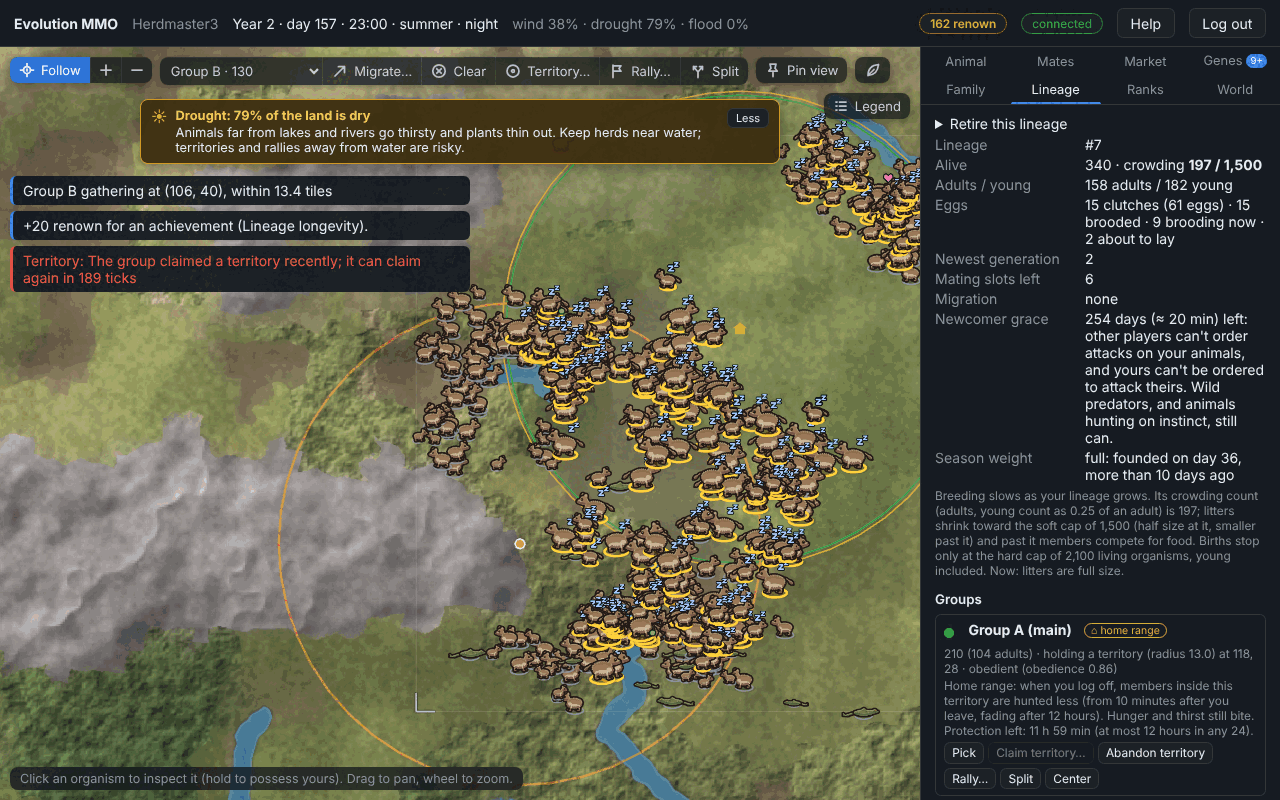 Evolution MMO Herdmaster3 Year 2 · day 157 · 23:00 · summer · night wind 38% · drought 79% · flood 0% 162 renown connected Help Log out
Follow + − Group B · 130 Migrate... Clear Territory... Rally... Split Pin view
Legend
Drought: 79% of the land is dry
Less
Animals far from lakes and rivers go thirsty and plants thin out. Keep herds near water;
territories and rallies away from water are risky.
Group B gathering at (106, 40), within 13.4 tiles
+20 renown for an achievement (Lineage longevity).
Territory: The group claimed a territory recently; it can claim
again in 189 ticks
Click an organism to inspect it (hold to possess yours). Drag to pan, wheel to zoom.
Animal Mates Market Genes 9+
Family Lineage Ranks World
▶ Retire this lineage
Lineage #7
Alive 340 · crowding 197 / 1,500
Adults / young 158 adults / 182 young
Eggs 15 clutches (61 eggs) · 15
brooded · 9 brooding now ·
2 about to lay
Newest generation 2
Mating slots left 6
Migration none
Newcomer grace 254 days (≈ 20 min) left:
other players can't order
attacks on your animals,
and yours can't be ordered
to attack theirs. Wild
predators, and animals
hunting on instinct, still
can.
Season weight full: founded on day 36,
more than 10 days ago
Breeding slows as your lineage grows. Its crowding count
(adults, young count as 0.25 of an adult) is 197; litters
shrink toward the soft cap of 1,500 (half size at it, smaller
past it) and past it members compete for food. Births stop
only at the hard cap of 2,100 living organisms, young
included. Now: litters are full size.
Groups
Group A (main) ⌂ home range
210 (104 adults) · holding a territory (radius 13.0) at 118,
28 · obedient (obedience 0.86)
Home range: when you log off, members inside this
territory are hunted less (from 10 minutes after you
leave, fading after 12 hours). Hunger and thirst still bite.
Protection left: 11 h 59 min (at most 12 hours in any 24).
Pick Claim territory... Abandon territory
Rally... Split Center